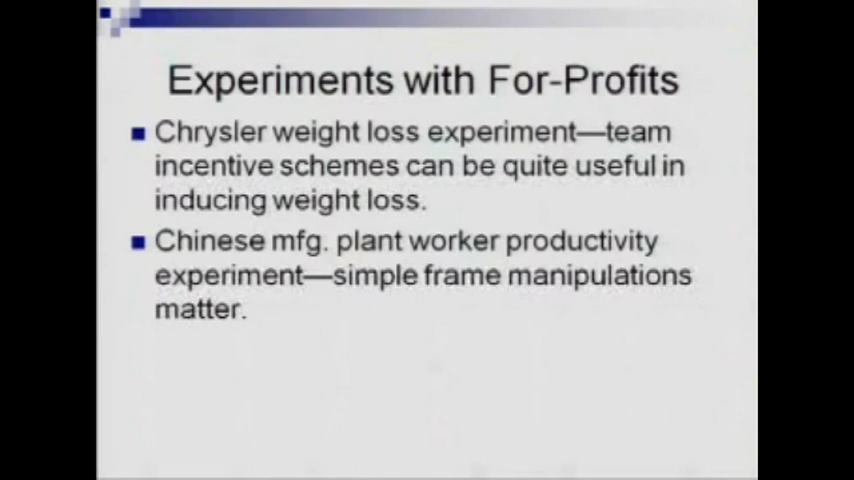 Experiments with For-Profits
Chrysler weight loss experiment—team
incentive schemes can be quite useful in
inducing weight loss.
Chinese mfg. plant worker productivity
experiment—simple frame manipulations
matter.